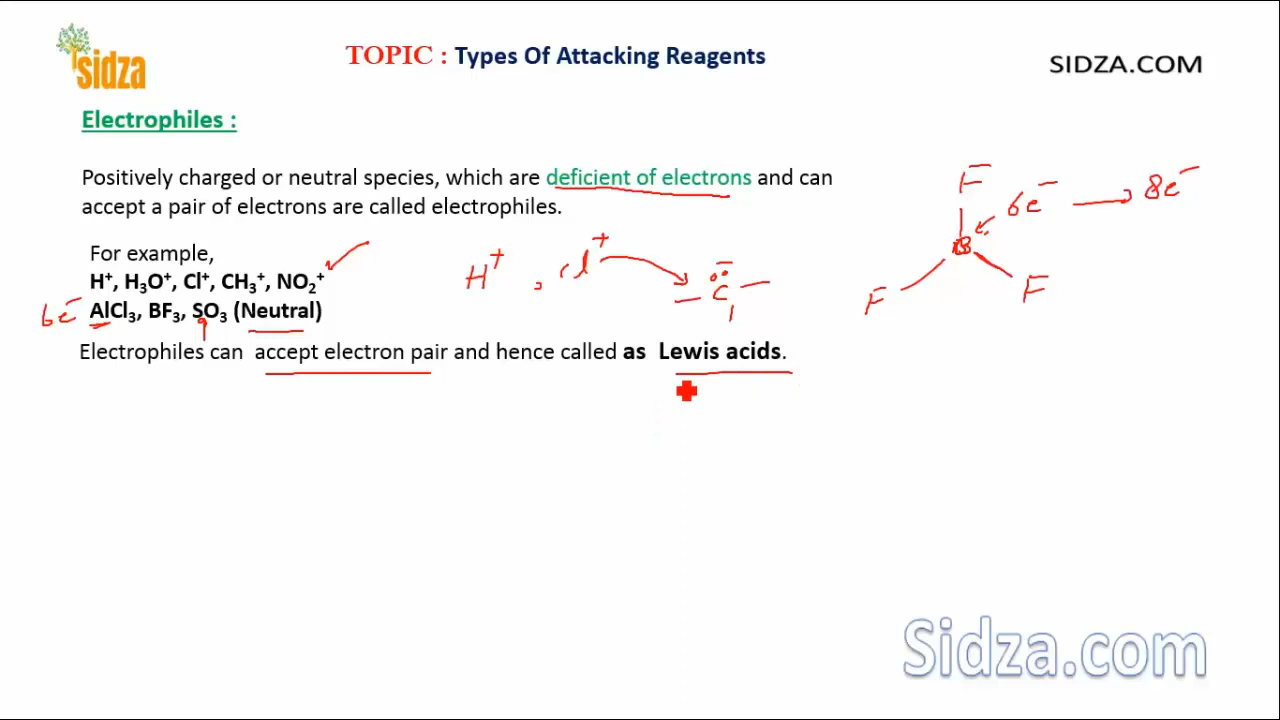 sidza
TOPIC : Types Of Attacking Reagents
SIDZA.COM
Electrophiles :
Positively charged or neutral species, which are deficient of electrons and can
accept a pair of electrons are called electrophiles.
For example,
H⁺, H₃O⁺, Cl⁺, CH₃⁺, NO₂⁺
6e⁻ AlCl₃, BF₃, SO₃ (Neutral)
Electrophiles can accept electron pair and hence called as Lewis acids.
H⁺ , cl⁺
C̄
F
6e⁻ → 8e⁻
B
F F
Sidza.com